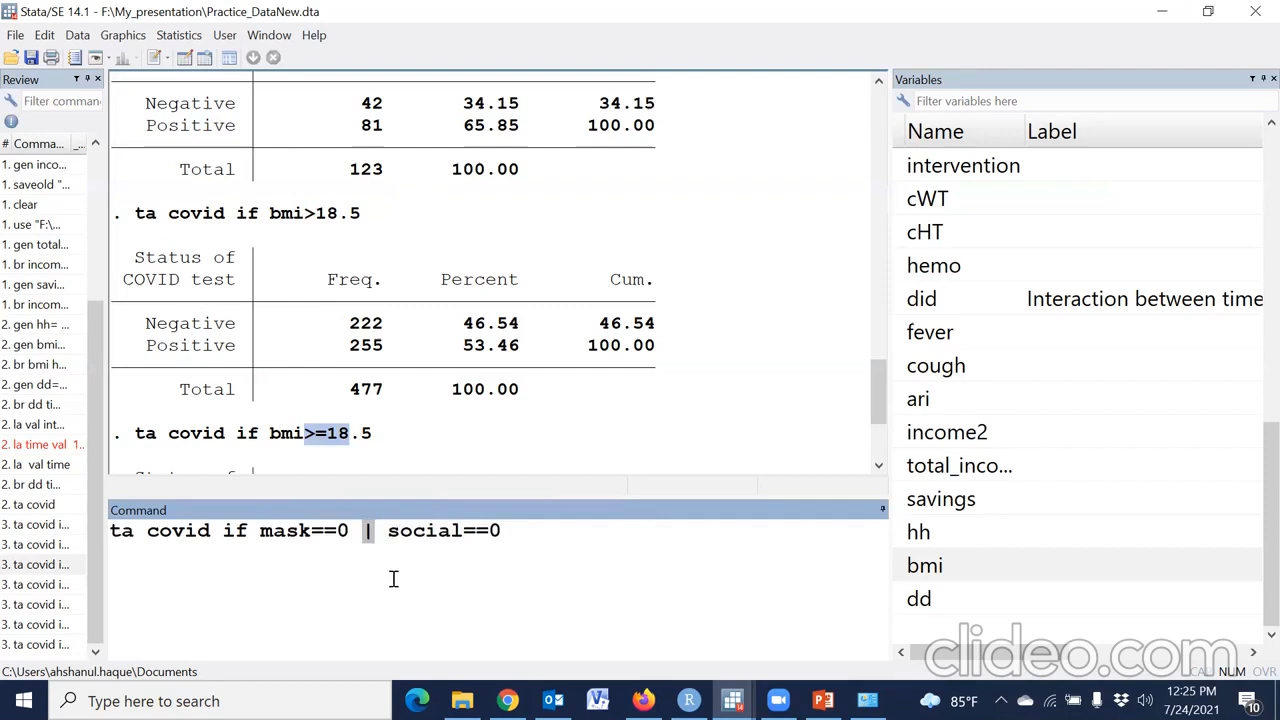 Stata/SE 14.1 - F:\My_presentation\Practice_DataNew.dta
File Edit Data Graphics Statistics User Window Help
Review
Filter comman
# Comma...
1. gen inco...
1. saveold "...
1. clear
1. use "F:\...
1. gen total...
1. br incom...
1. gen savi...
1. br incom...
2. gen hh= ...
2. gen bmi...
2. br bmi h...
2. gen dd=...
2. br dd ti...
2. la val int...
2. la time val 1..
2. la val time
2. br dd ti...
2. ta covid
3. ta covid i...
3. ta covid i...
3. ta covid i...
3. ta covid i...
3. ta covid i...
3. ta covid i...
3. ta covid i...
Negative 42 34.15 34.15
Positive 81 65.85 100.00
Total 123 100.00
. ta covid if bmi>18.5
Status of
COVID test Freq. Percent Cum.
Negative 222 46.54 46.54
Positive 255 53.46 100.00
Total 477 100.00
. ta covid if bmi>=18.5
Command
ta covid if mask==0 | social==0
Variables
Filter variables here
Name Label
intervention
cWT
cHT
hemo
did Interaction between time
fever
cough
ari
income2
total_inco...
savings
hh
bmi
dd
clideo.com
C:\Users\ahshanul.haque\Documents
CAP NUM OVR
Type here to search
85°F
12:25 PM
7/24/2021
10